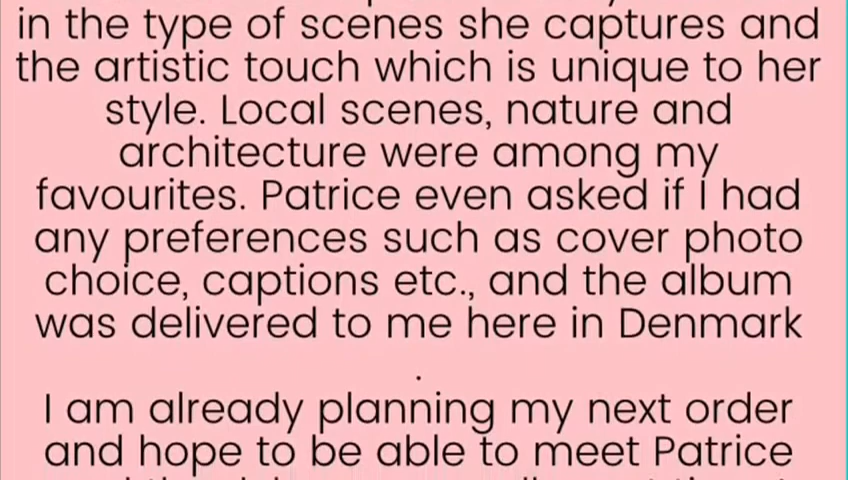 in the type of scenes she captures and
the artistic touch which is unique to her
style. Local scenes, nature and
architecture were among my
favourites. Patrice even asked if I had
any preferences such as cover photo
choice, captions etc., and the album
was delivered to me here in Denmark
.
I am already planning my next order
and hope to be able to meet Patrice